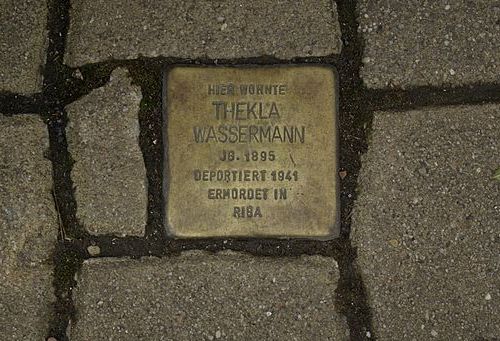 HIER WOHNTE
THEKLA
WASSERMANN
JG. 1895
DEPORTIERT 1941
ERMORDET IN
RIGA